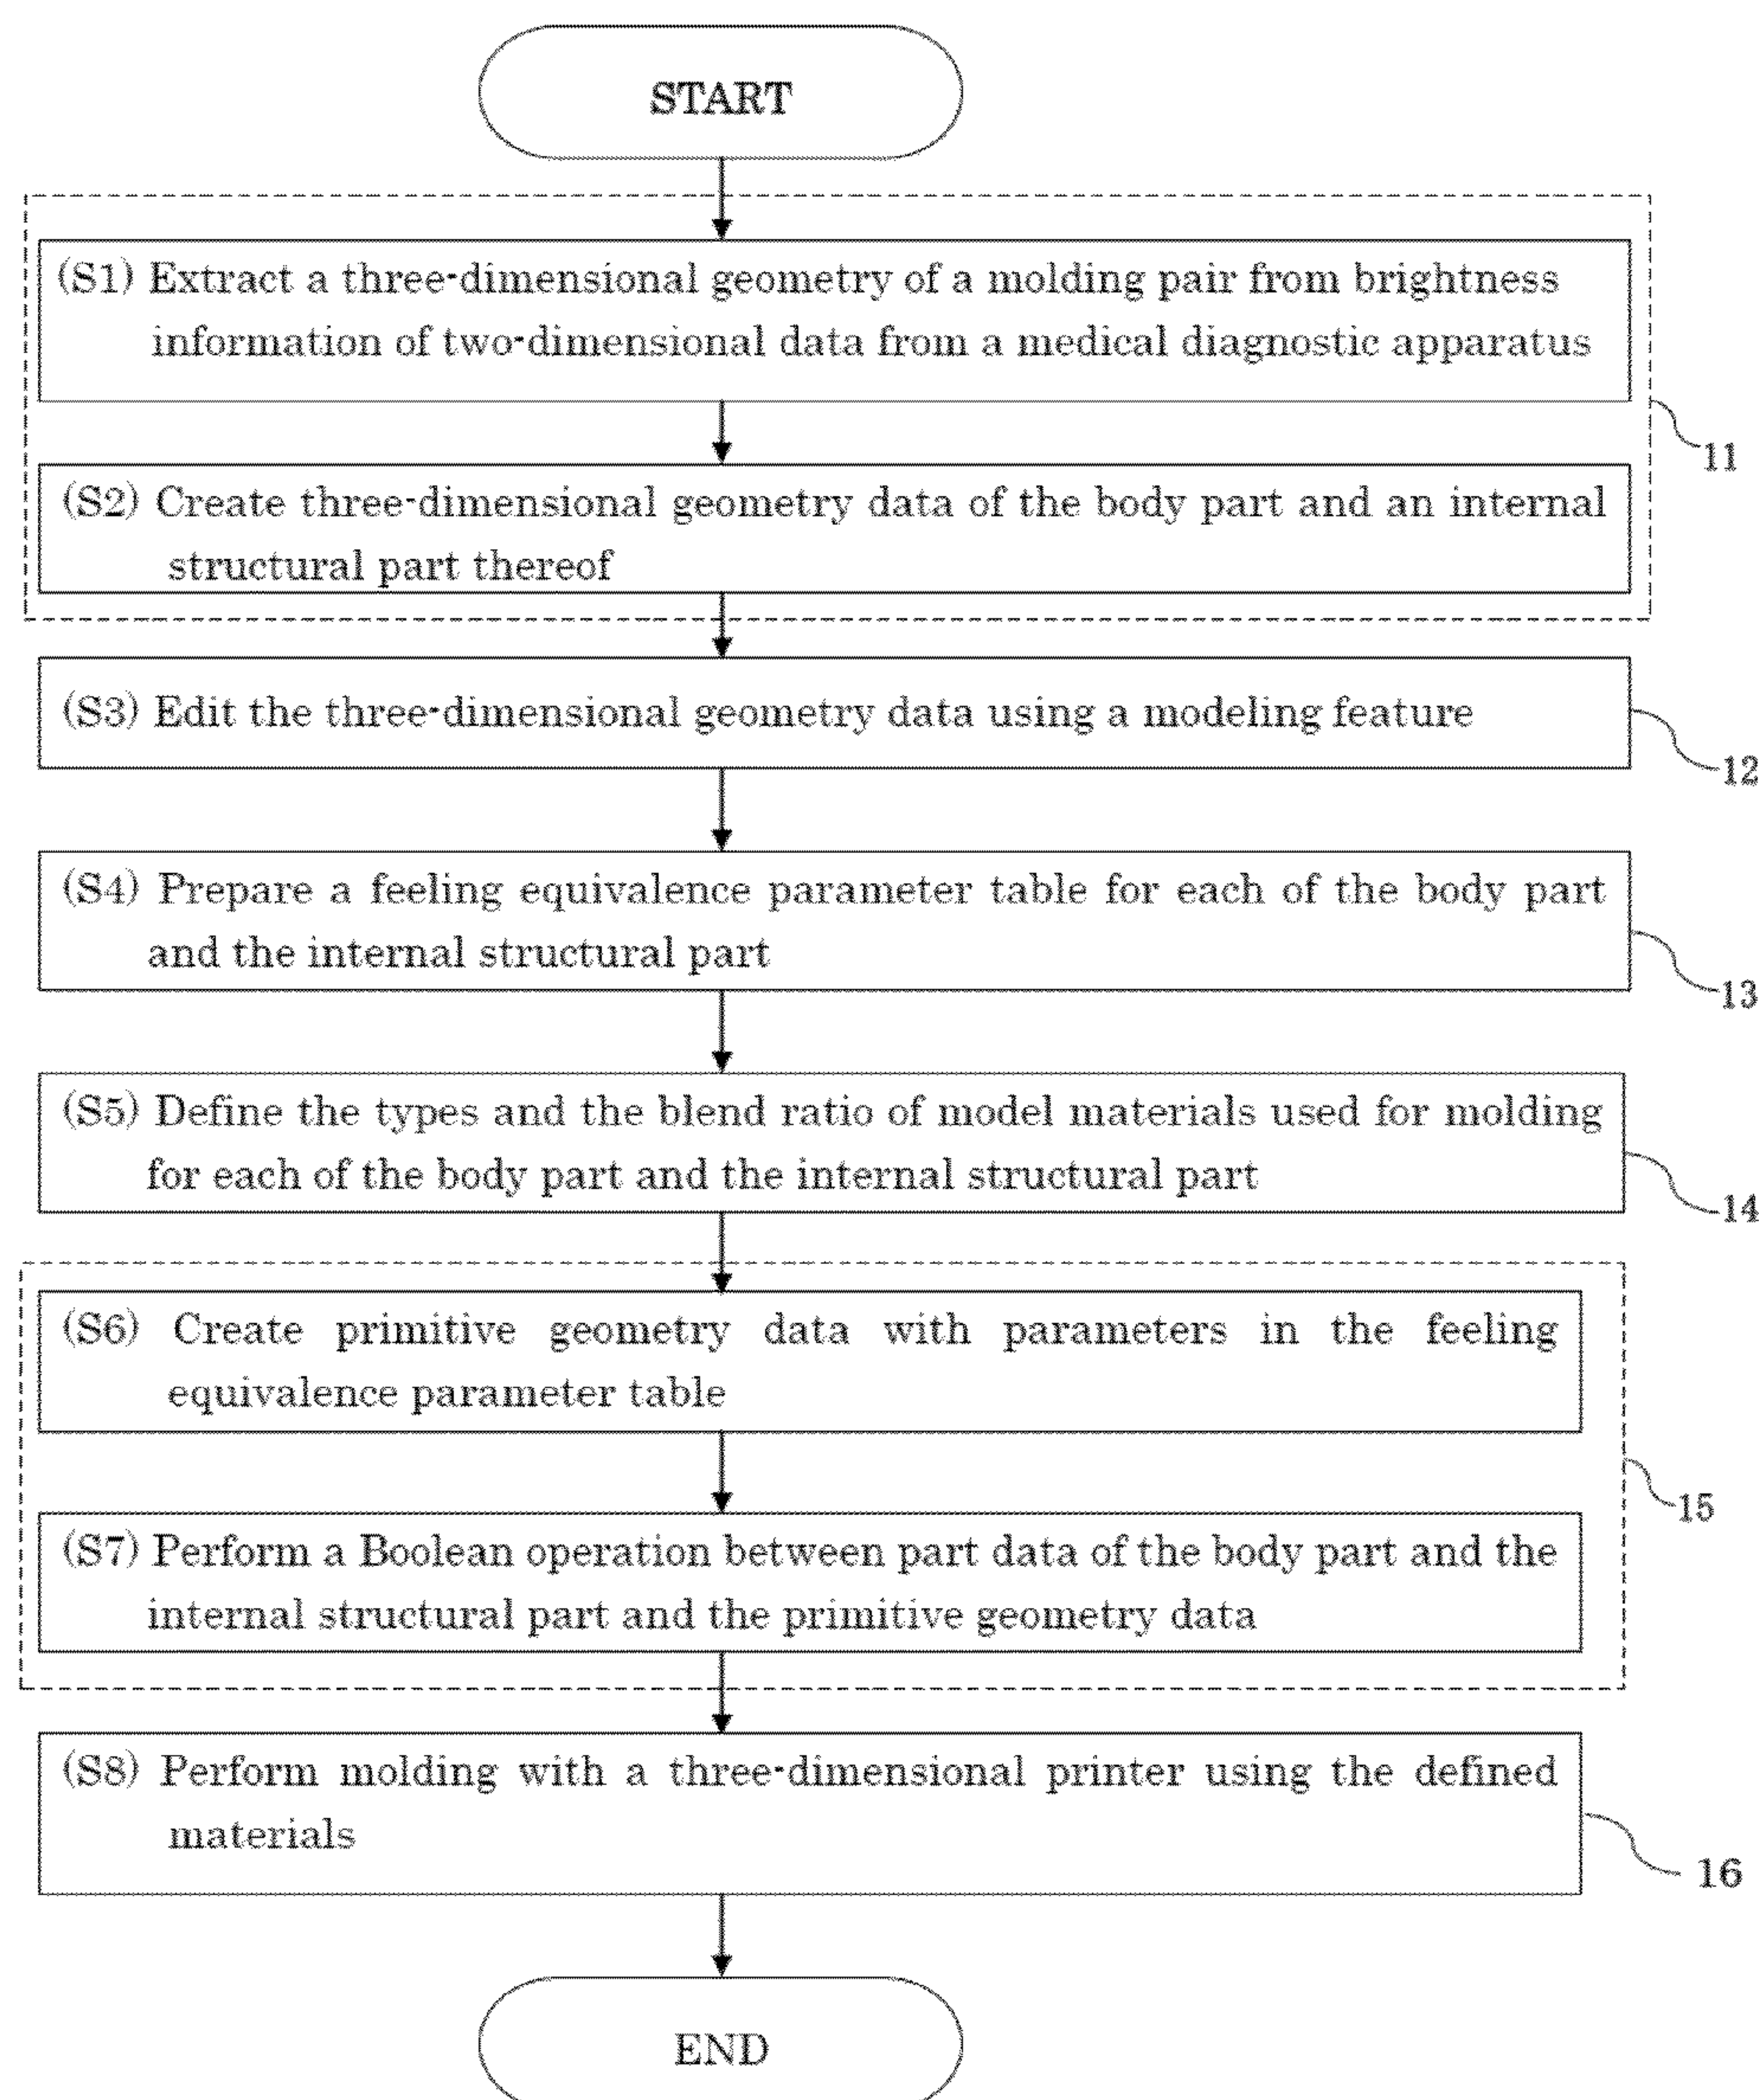 START
(S1) Extract a three-dimensional geometry of a molding pair from brightness
information of two-dimensional data from a medical diagnostic apparatus
11
(S2) Create three-dimensional geometry data of the body part and an internal
structural part thereof
(S3) Edit the three-dimensional geometry data using a modeling feature
12
(S4) Prepare a feeling equivalence parameter table for each of the body part
and the internal structural part
13
(S5) Define the types and the blend ratio of model materials used for molding
for each of the body part and the internal structural part
14
(S6) Create primitive geometry data with parameters in the feeling
equivalence parameter table
15
(S7) Perform a Boolean operation between part data of the body part and the
internal structural part and the primitive geometry data
(S8) Perform molding with a three-dimensional printer using the defined
materials
16
END